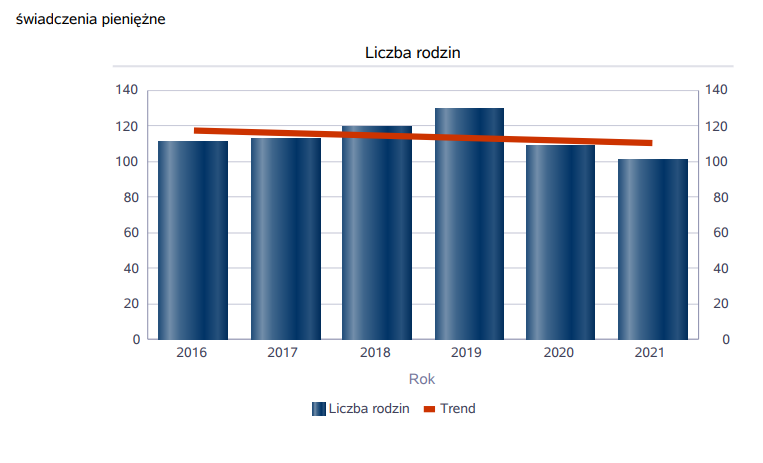 świadczenia pieniężne
Liczba rodzin
140 140
120 120
100 100
80 80
60 60
40 40
20 20
0 0
2016 2017 2018 2019 2020 2021
Rok
Liczba rodzin Trend